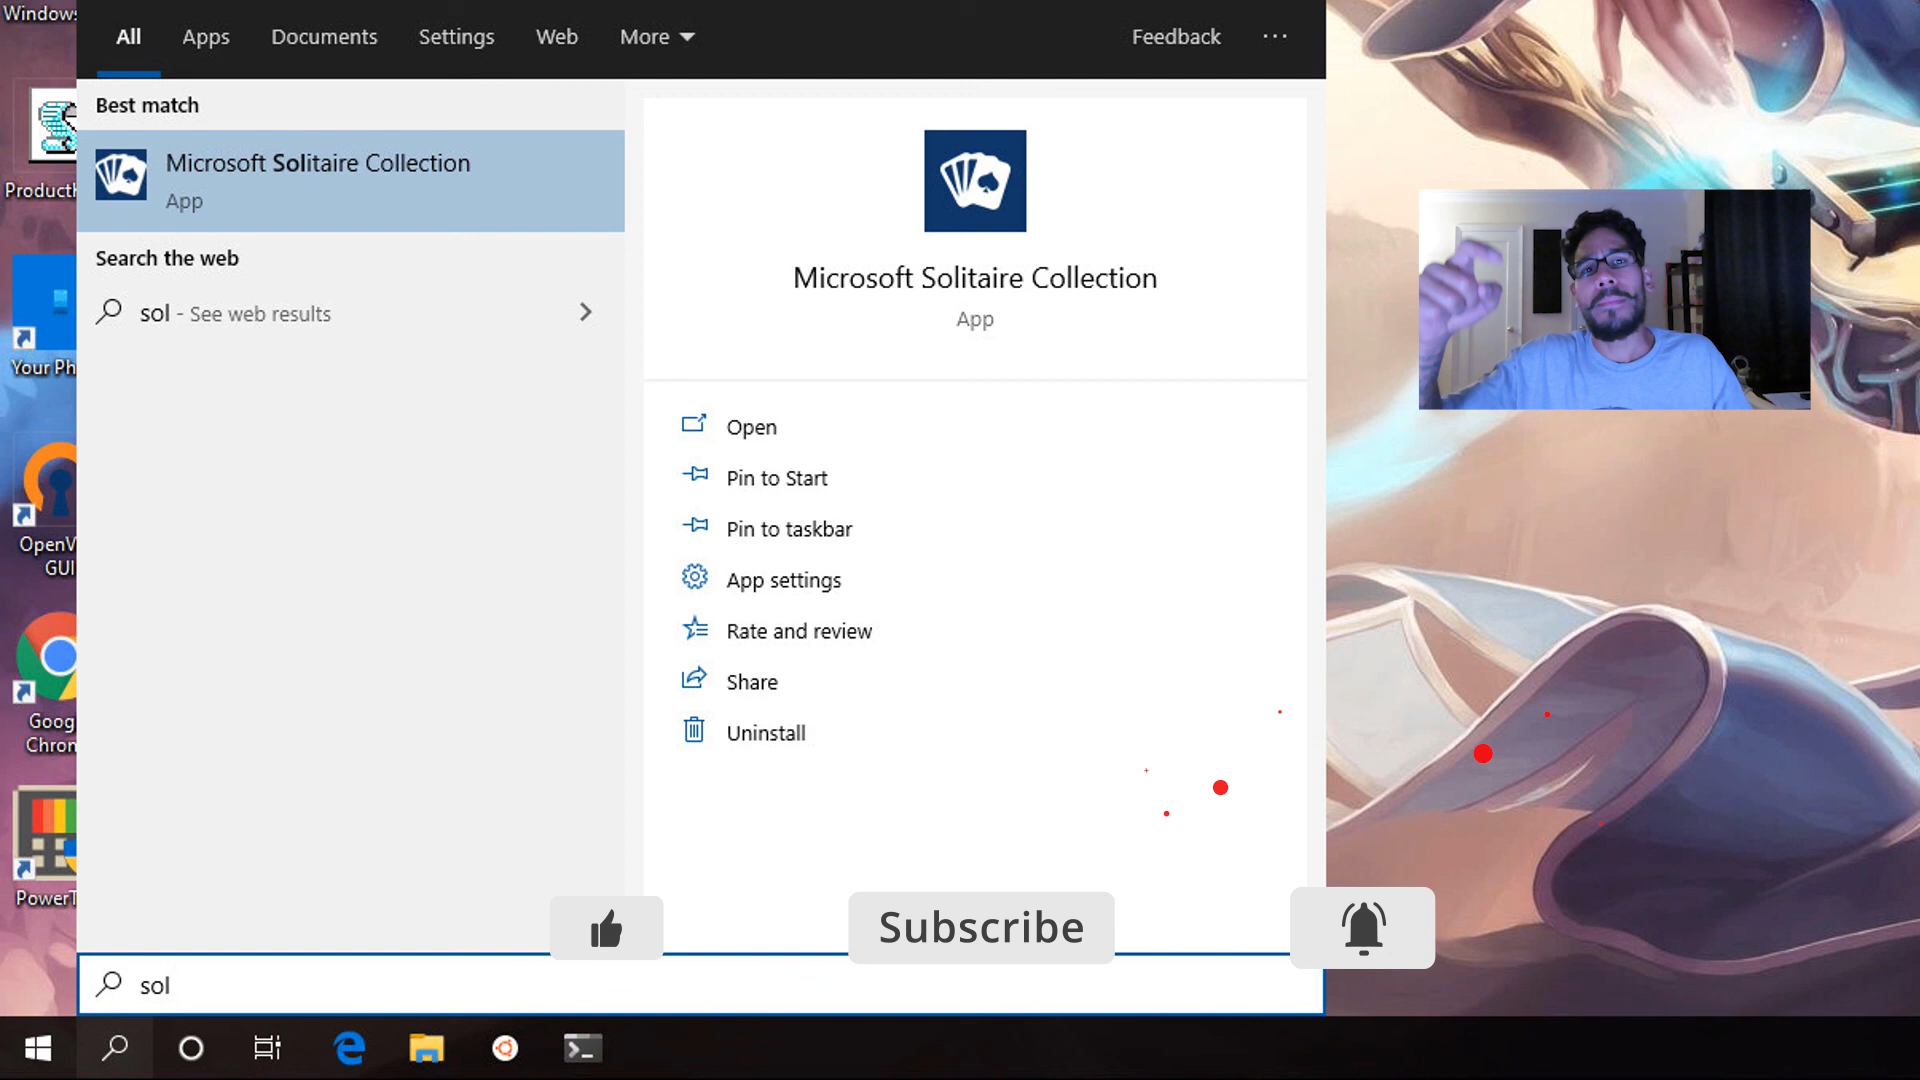 Windows
All
Apps
Documents
Settings
Web
More
Feedback
Best match
Microsoft Solitaire Collection
App
Search the web
sol - See web results
Microsoft Solitaire Collection
App
Open
Pin to Start
Pin to taskbar
App settings
Rate and review
Share
Uninstall
Product
Your Ph
OpenV
GUI
Goog
Chron
PowerT
Subscribe
sol